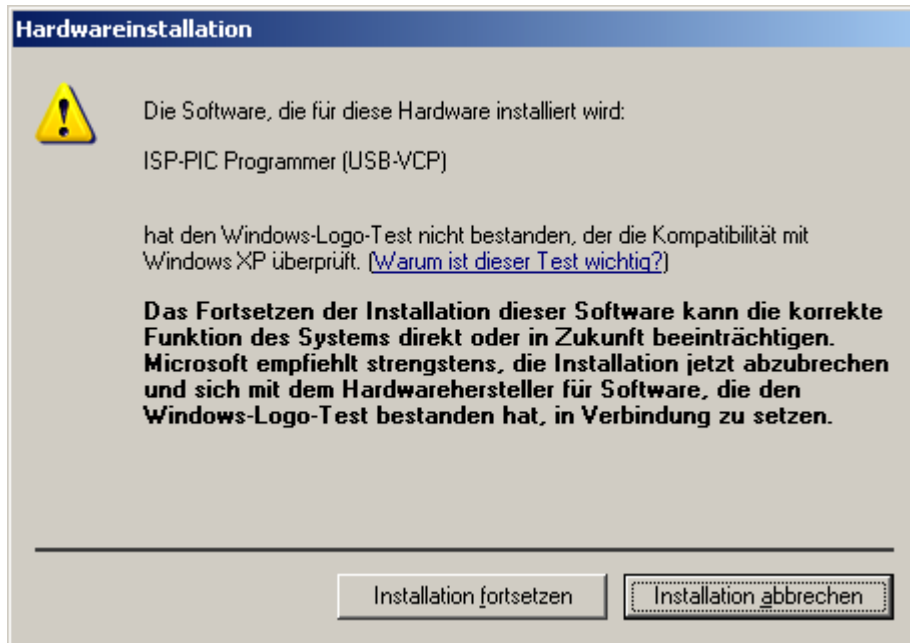 Hardwareinstallation
Die Software, die für diese Hardware installiert wird:
ISP-PIC Programmer (USB-VCP)
hat den Windows-Logo-Test nicht bestanden, der die Kompatibilität mit
Windows XP überprüft. (Warum ist dieser Test wichtig?)
Das Fortsetzen der Installation dieser Software kann die korrekte
Funktion des Systems direkt oder in Zukunft beeinträchtigen.
Microsoft empfiehlt strengstens, die Installation jetzt abzubrechen
und sich mit dem Hardwarehersteller für Software, die den
Windows-Logo-Test bestanden hat, in Verbindung zu setzen.
Installation fortsetzen
Installation abbrechen